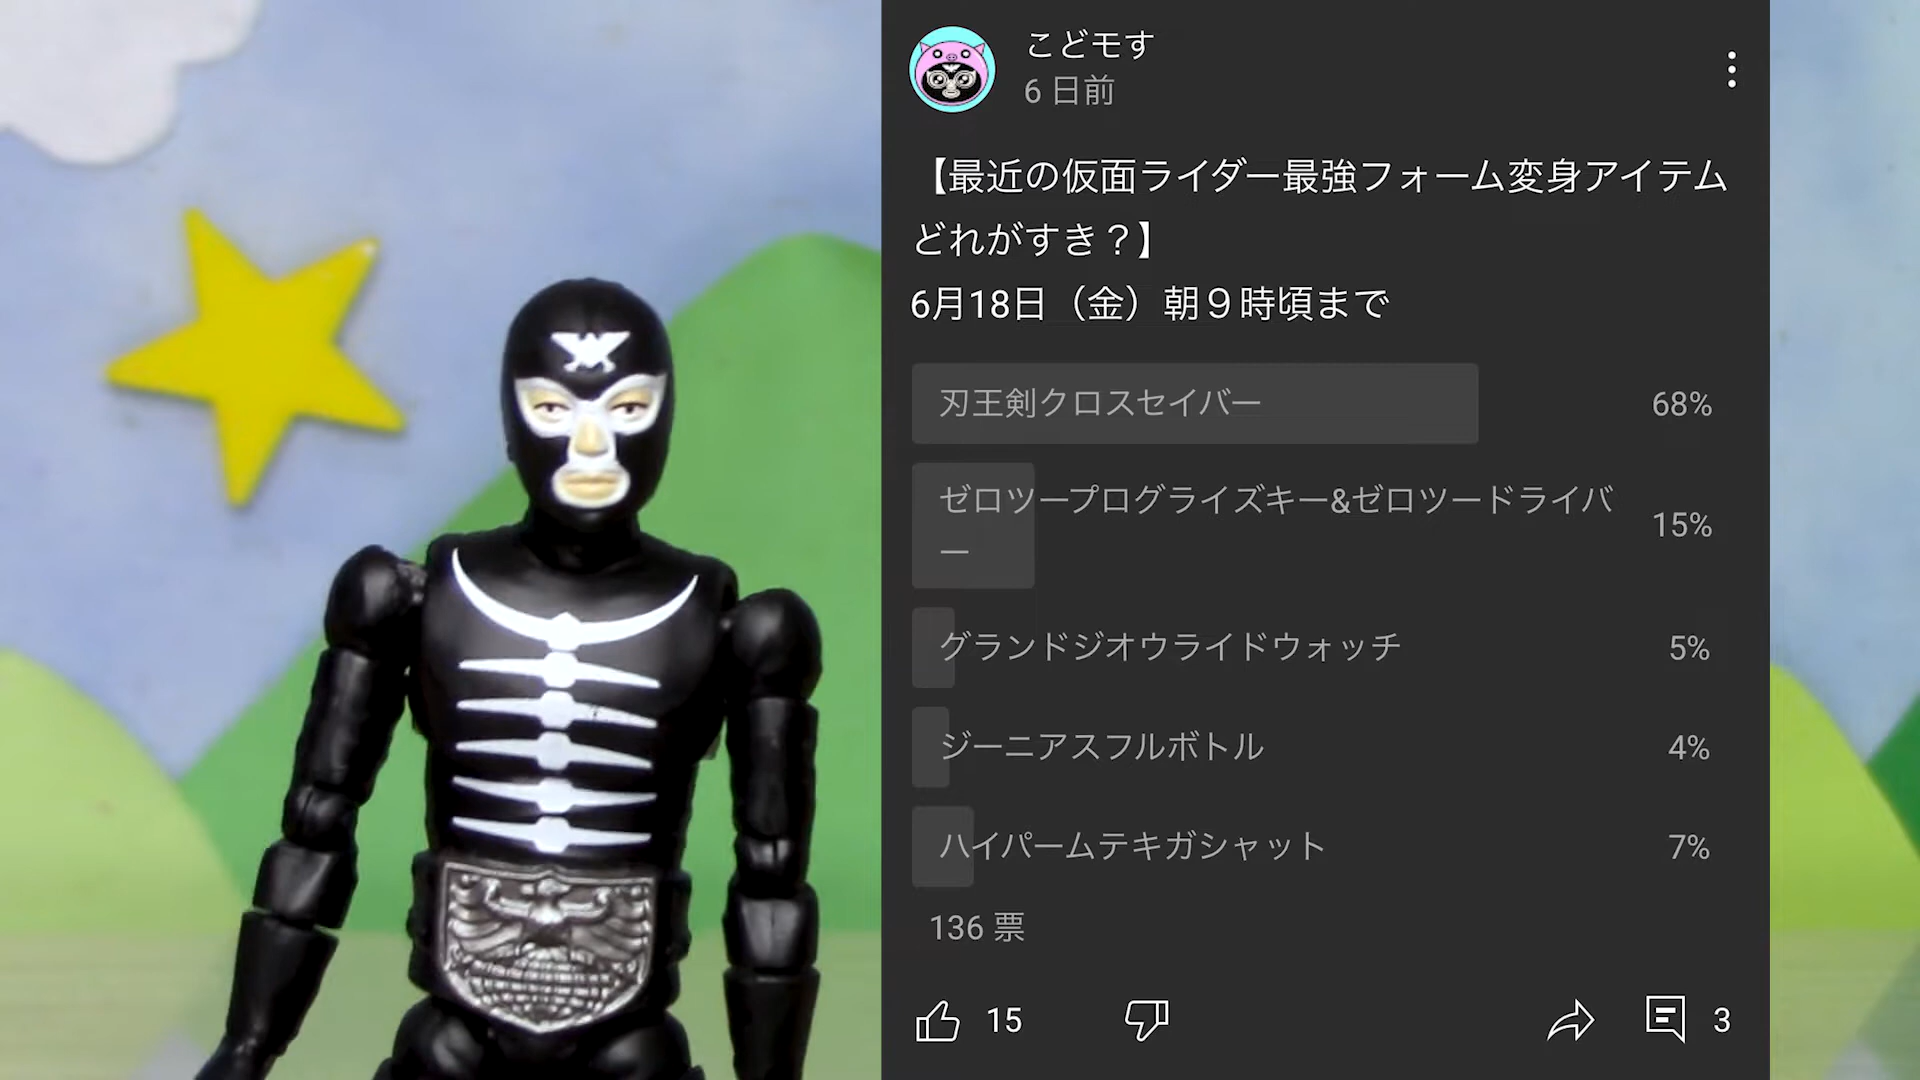 こどモす
6 日前
【最近の仮面ライダー最強フォーム変身アイテム
どれがすき？】
6月18日（金）朝９時頃まで
刃王剣クロスセイバー
68%
ゼロツープログライズキー&ゼロツードライバ
ー
15%
グランドジオウライドウォッチ
5%
ジーニアスフルボトル
4%
ハイパームテキガシャット
7%
136 票
15
3